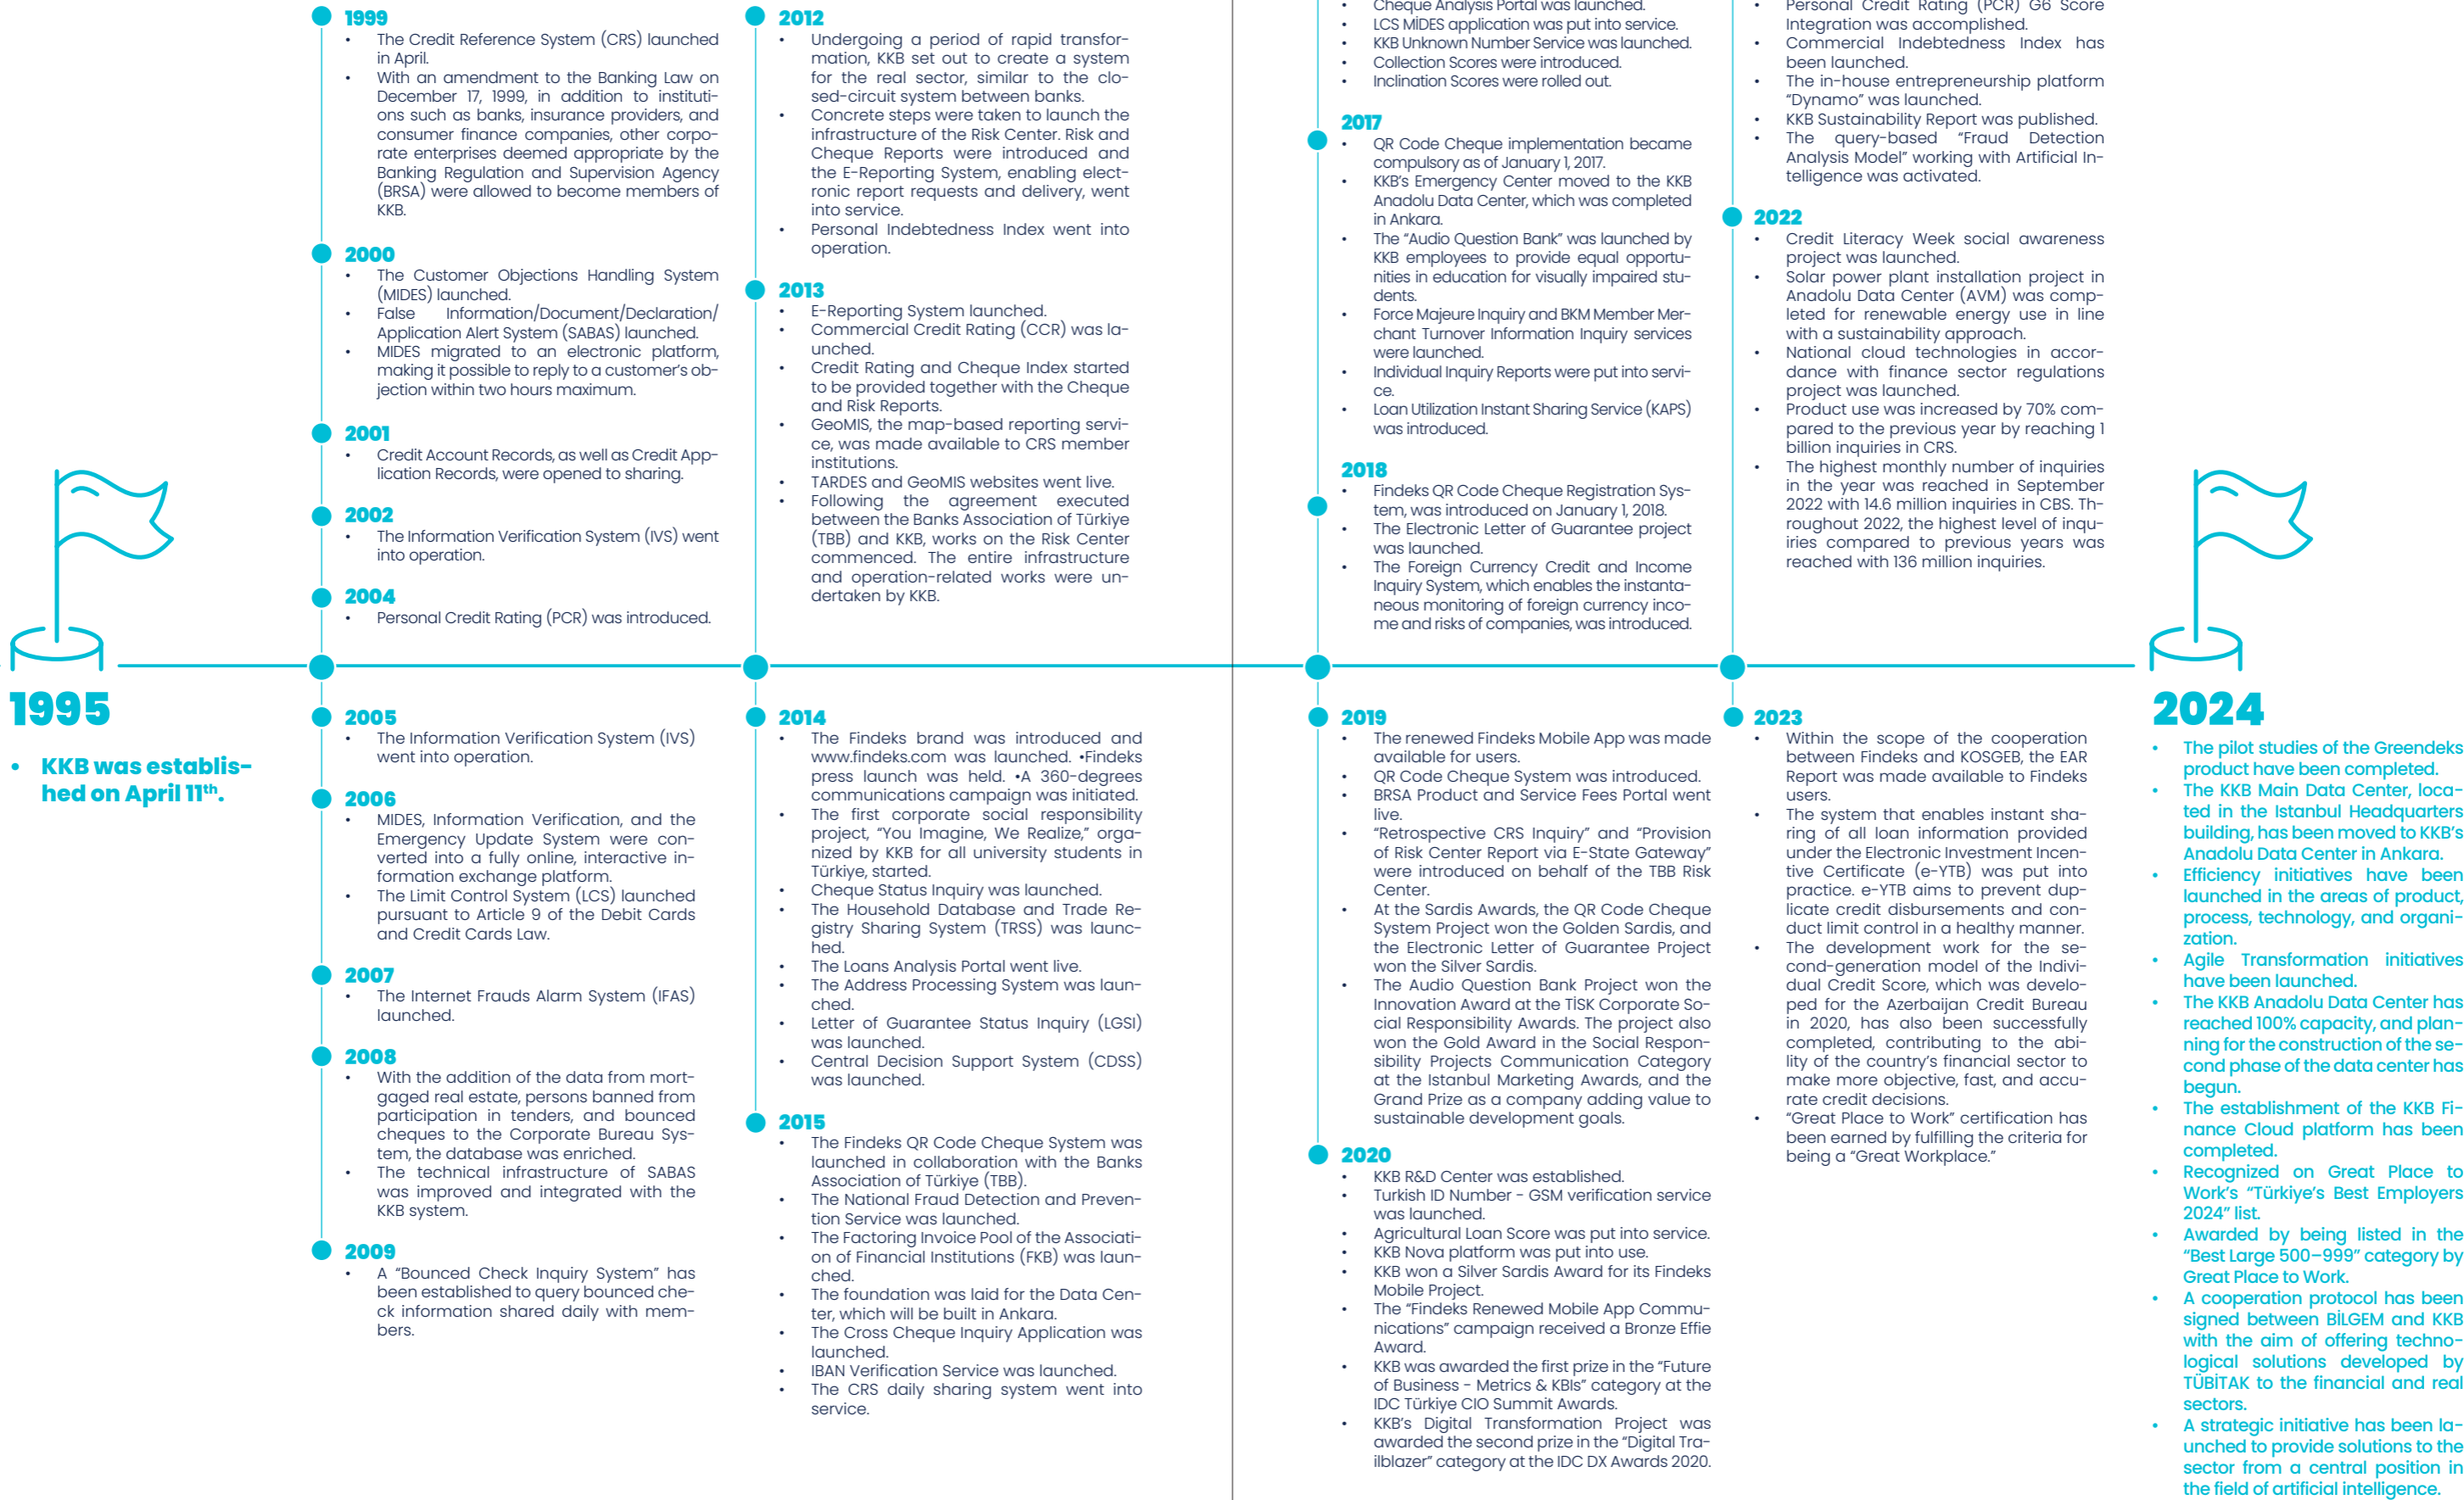 1995
• KKB was establis-
hed on April 11th.
1999
• The Credit Reference System (CRS) launched
in April.
• With an amendment to the Banking Law on
December 17, 1999, in addition to instituti-
ons such as banks, insurance providers, and
consumer finance companies, other corpo-
rate enterprises deemed appropriate by the
Banking Regulation and Supervision Agency
(BRSA) were allowed to become members of
KKB.
2000
• The Customer Objections Handling System
(MIDES) launched.
• False Information/Document/Declaration/
Application Alert System (SABAS) launched.
• MIDES migrated to an electronic platform,
making it possible to reply to a customer's ob-
jection within two hours maximum.
2001
• Credit Account Records, as well as Credit App-
lication Records, were opened to sharing.
2002
• The Information Verification System (IVS) went
into operation.
2004
• Personal Credit Rating (PCR) was introduced.
2005
• The Information Verification System (IVS)
went into operation.
2006
• MIDES, Information Verification, and the
Emergency Update System were con-
verted into a fully online, interactive in-
formation exchange platform.
• The Limit Control System (LCS) launched
pursuant to Article 9 of the Debit Cards
and Credit Cards Law.
2007
• The Internet Frauds Alarm System (IFAS)
launched.
2008
• With the addition of the data from mort-
gaged real estate, persons banned from
participation in tenders, and bounced
cheques to the Corporate Bureau Sys-
tem, the database was enriched.
• The technical infrastructure of SABAS
was improved and integrated with the
KKB system.
2009
• A "Bounced Check Inquiry System" has
been established to query bounced che-
ck information shared daily with mem-
bers.
2012
• Undergoing a period of rapid transfor-
mation, KKB set out to create a system
for the real sector, similar to the clo-
sed-circuit system between banks.
• Concrete steps were taken to launch the
infrastructure of the Risk Center. Risk and
Cheque Reports were introduced and
the E-Reporting System, enabling elect-
ronic report requests and delivery, went
into service.
• Personal Indebtedness Index went into
operation.
2013
• E-Reporting System launched.
• Commercial Credit Rating (CCR) was la-
unched.
• Credit Rating and Cheque Index started
to be provided together with the Cheque
and Risk Reports.
• GeoMIS, the map-based reporting servi-
ce, was made available to CRS member
institutions.
• TARDES and GeoMIS websites went live.
• Following the agreement executed
between the Banks Association of Türkiye
(TBB) and KKB, works on the Risk Center
commenced. The entire infrastructure
and operation-related works were un-
dertaken by KKB.
2014
• The Findeks brand was introduced and
www.findeks.com was launched. •Findeks
press launch was held. •A 360-degrees
communications campaign was initiated.
• The first corporate social responsibility
project, "You Imagine, We Realize," orga-
nized by KKB for all university students in
Türkiye, started.
• Cheque Status Inquiry was launched.
• The Household Database and Trade Re-
gistry Sharing System (TRSS) was launc-
hed.
• The Loans Analysis Portal went live.
• The Address Processing System was laun-
ched.
• Letter of Guarantee Status Inquiry (LGSI)
was launched.
• Central Decision Support System (CDSS)
was launched.
2015
• The Findeks QR Code Cheque System was
launched in collaboration with the Banks
Association of Türkiye (TBB).
• The National Fraud Detection and Preven-
tion Service was launched.
• The Factoring Invoice Pool of the Associati-
on of Financial Institutions (FKB) was laun-
ched.
• The foundation was laid for the Data Cen-
ter, which will be built in Ankara.
• The Cross Cheque Inquiry Application was
launched.
• IBAN Verification Service was launched.
• The CRS daily sharing system went into
service.
• Cheque Analysis Portal was launched.
• LCS MİDES application was put into service.
• KKB Unknown Number Service was launched.
• Collection Scores were introduced.
• Inclination Scores were rolled out.
2017
• QR Code Cheque implementation became
compulsory as of January 1, 2017.
• KKB's Emergency Center moved to the KKB
Anadolu Data Center, which was completed
in Ankara.
• The "Audio Question Bank" was launched by
KKB employees to provide equal opportu-
nities in education for visually impaired stu-
dents.
• Force Majeure Inquiry and BKM Member Mer-
chant Turnover Information Inquiry services
were launched.
• Individual Inquiry Reports were put into servi-
ce.
• Loan Utilization Instant Sharing Service (KAPS)
was introduced.
2018
• Findeks QR Code Cheque Registration Sys-
tem, was introduced on January 1, 2018.
• The Electronic Letter of Guarantee project
was launched.
• The Foreign Currency Credit and Income
Inquiry System, which enables the instanta-
neous monitoring of foreign currency inco-
me and risks of companies, was introduced.
2019
• The renewed Findeks Mobile App was made
available for users.
• QR Code Cheque System was introduced.
• BRSA Product and Service Fees Portal went
live.
• "Retrospective CRS Inquiry" and "Provision
of Risk Center Report via E-State Gateway"
were introduced on behalf of the TBB Risk
Center.
• At the Sardis Awards, the QR Code Cheque
System Project won the Golden Sardis, and
the Electronic Letter of Guarantee Project
won the Silver Sardis.
• The Audio Question Bank Project won the
Innovation Award at the TİSK Corporate So-
cial Responsibility Awards. The project also
won the Gold Award in the Social Respon-
sibility Projects Communication Category
at the Istanbul Marketing Awards, and the
Grand Prize as a company adding value to
sustainable development goals.
2020
• KKB R&D Center was established.
• Turkish ID Number - GSM verification service
was launched.
• Agricultural Loan Score was put into service.
• KKB Nova platform was put into use.
• KKB won a Silver Sardis Award for its Findeks
Mobile Project.
• The "Findeks Renewed Mobile App Commu-
nications" campaign received a Bronze Effie
Award.
• KKB was awarded the first prize in the "Future
of Business - Metrics & KBIs" category at the
IDC Türkiye CIO Summit Awards.
• KKB's Digital Transformation Project was
awarded the second prize in the "Digital Tra-
ilblazer" category at the IDC DX Awards 2020.
• Personal Credit Rating (PCR) G6 Score
Integration was accomplished.
• Commercial Indebtedness Index has
been launched.
• The in-house entrepreneurship platform
"Dynamo" was launched.
• KKB Sustainability Report was published.
• The query-based "Fraud Detection
Analysis Model" working with Artificial In-
telligence was activated.
2022
• Credit Literacy Week social awareness
project was launched.
• Solar power plant installation project in
Anadolu Data Center (AVM) was comp-
leted for renewable energy use in line
with a sustainability approach.
• National cloud technologies in accor-
dance with finance sector regulations
project was launched.
• Product use was increased by 70% com-
pared to the previous year by reaching 1
billion inquiries in CRS.
• The highest monthly number of inquiries
in the year was reached in September
2022 with 14.6 million inquiries in CBS. Th-
roughout 2022, the highest level of inqu-
iries compared to previous years was
reached with 136 million inquiries.
2023
• Within the scope of the cooperation
between Findeks and KOSGEB, the EAR
Report was made available to Findeks
users.
• The system that enables instant sha-
ring of all loan information provided
under the Electronic Investment Incen-
tive Certificate (e-YTB) was put into
practice. e-YTB aims to prevent dup-
licate credit disbursements and con-
duct limit control in a healthy manner.
• The development work for the se-
cond-generation model of the Indivi-
dual Credit Score, which was develo-
ped for the Azerbaijan Credit Bureau
in 2020, has also been successfully
completed, contributing to the abi-
lity of the country's financial sector to
make more objective, fast, and accu-
rate credit decisions.
• "Great Place to Work" certification has
been earned by fulfilling the criteria for
being a "Great Workplace."
2024
• The pilot studies of the Greendeks
product have been completed.
• The KKB Main Data Center, loca-
ted in the Istanbul Headquarters
building, has been moved to KKB's
Anadolu Data Center in Ankara.
• Efficiency initiatives have been
launched in the areas of product,
process, technology, and organi-
zation.
• Agile Transformation initiatives
have been launched.
• The KKB Anadolu Data Center has
reached 100% capacity, and plan-
ning for the construction of the se-
cond phase of the data center has
begun.
• The establishment of the KKB Fi-
nance Cloud platform has been
completed.
• Recognized on Great Place to
Work's "Türkiye's Best Employers
2024" list.
• Awarded by being listed in the
"Best Large 500–999" category by
Great Place to Work.
• A cooperation protocol has been
signed between BİLGEM and KKB
with the aim of offering techno-
logical solutions developed by
TÜBİTAK to the financial and real
sectors.
• A strategic initiative has been la-
unched to provide solutions to the
sector from a central position in
the field of artificial intelligence.